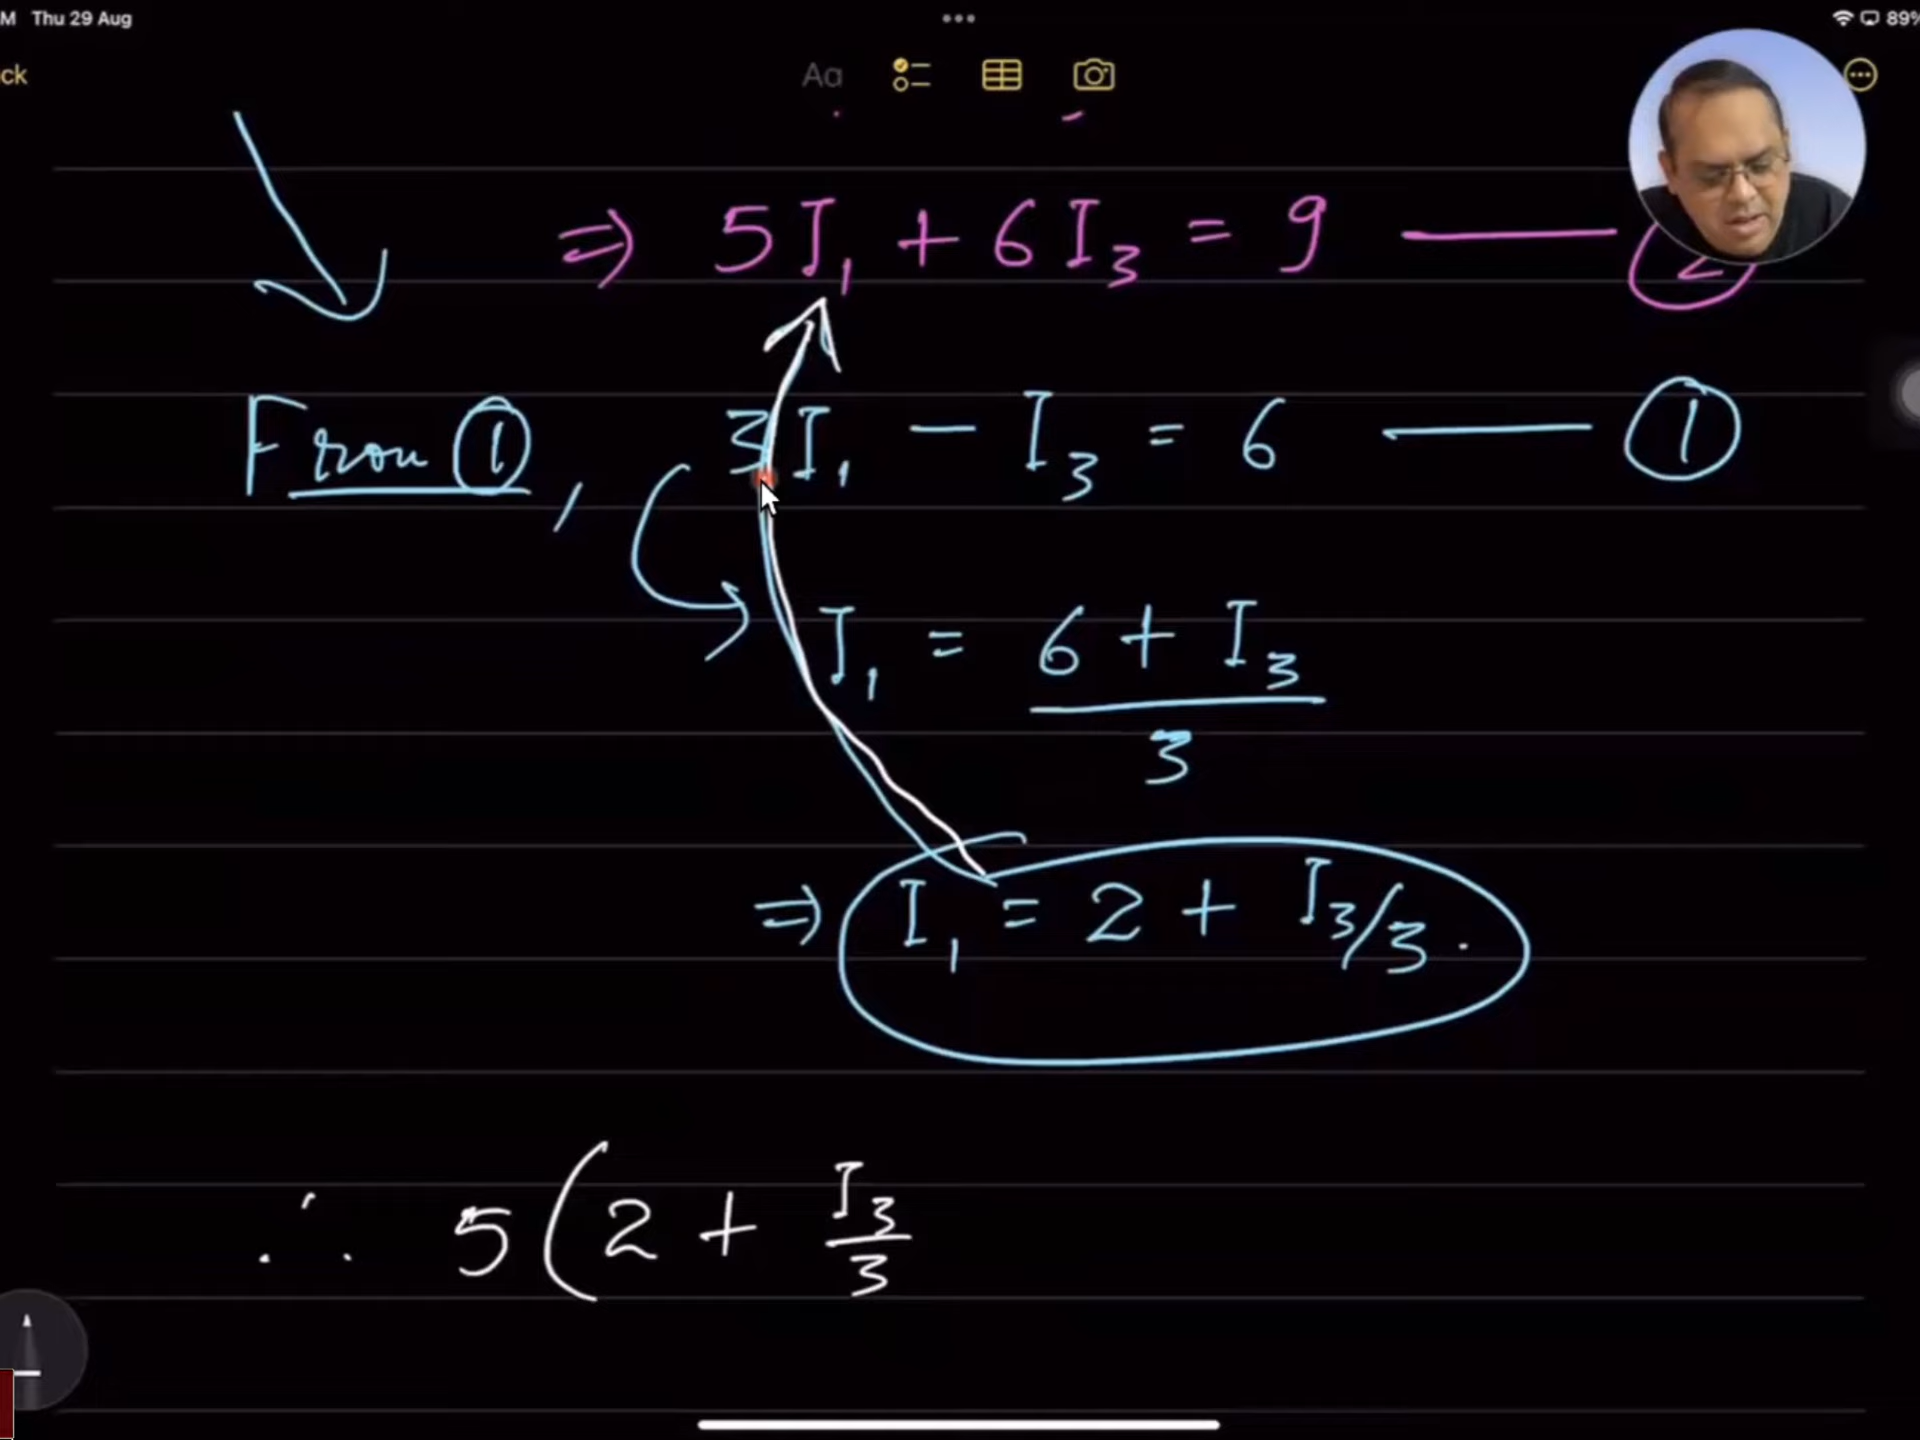 M Thu 29 Aug
89%
ck
Aa
⇒ 5I₁ + 6I₃ = 9 —— ②
From ①, 3I₁ − I₃ = 6 —— ①
I₁ = (6 + I₃)/3
⇒ I₁ = 2 + I₃/3.
∴ 5(2 + I₃/3